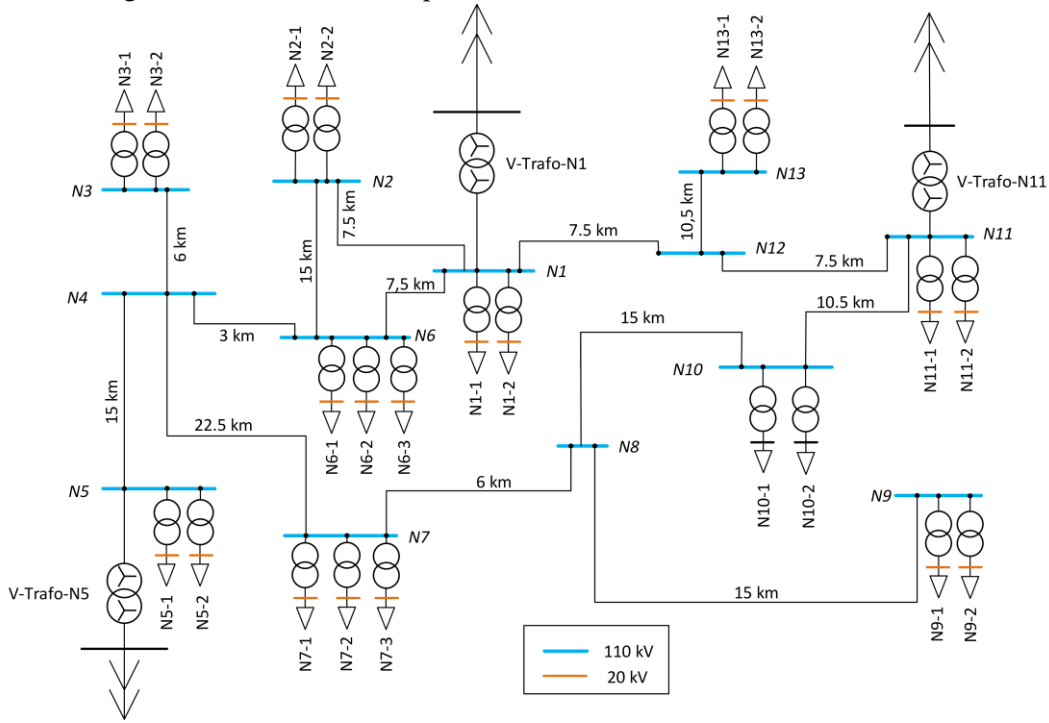 N3-1
N3-2
N2-1
N2-2
N13-1
N13-2
V-Trafo-N1
V-Trafo-N11
N3
N2
N13
N11
7.5 km
15 km
10,5 km
6 km
7.5 km
N12
7.5 km
N1
7,5 km
10.5 km
N4
3 km
N6
15 km
N10
N1-1
N1-2
N11-1
N11-2
15 km
22.5 km
N6-1
N6-2
N6-3
N8
N5
6 km
N10-1
N10-2
N9
N7
V-Trafo-N5
N5-1
N5-2
15 km
N9-1
N9-2
N7-1
N7-2
N7-3
110 kV
20 kV